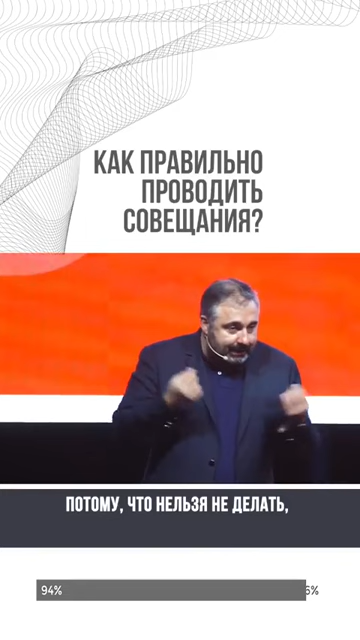 КАК ПРАВИЛЬНО
ПРОВОДИТЬ
СОВЕЩАНИЯ?
ПОТОМУ, ЧТО НЕЛЬЗЯ НЕ ДЕЛАТЬ,
94%
6%